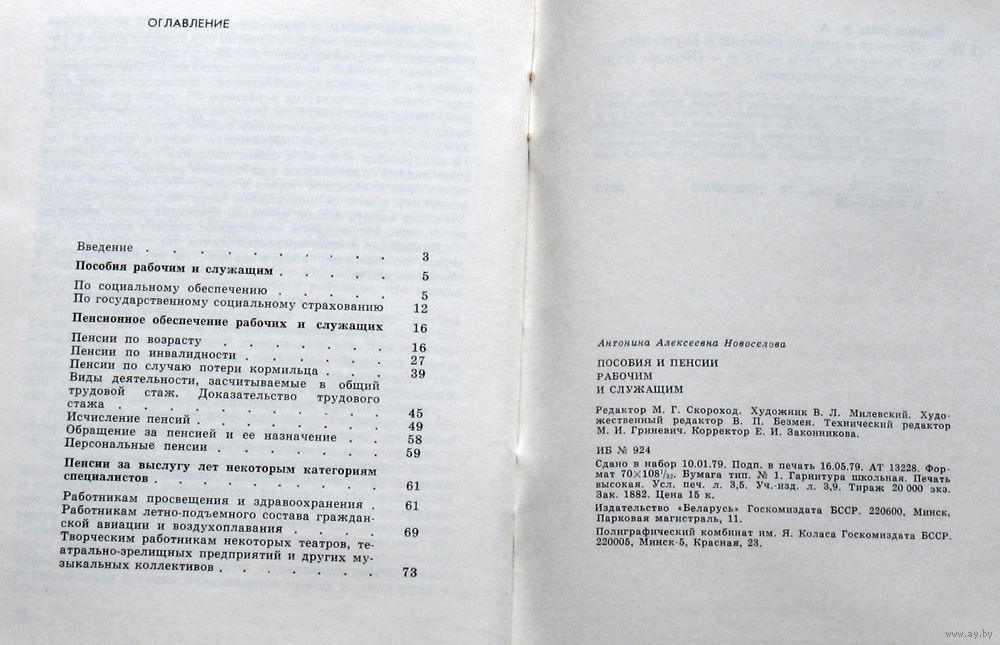 ОГЛАВЛЕНИЕ
Введение . . . . . . . . . . 3
Пособия рабочим и служащим . . . . . 5
По социальному обеспечению . . . . . 5
По государственному социальному страхованию 12
Пенсионное обеспечение рабочих и служащих 16
Пенсии по возрасту . . . . . . . 16
Пенсии по инвалидности . . . . . . 27
Пенсии по случаю потери кормильца . . . 39
Виды деятельности, засчитываемые в общий
трудовой стаж. Доказательство трудового
стажа . . . . . . . . . . 45
Исчисление пенсий . . . . . . . 49
Обращение за пенсией и ее назначение . . 58
Персональные пенсии . . . . . . . 59
Пенсии за выслугу лет некоторым категориям
специалистов . . . . . . . . . 61
Работникам просвещения и здравоохранения . 61
Работникам летно-подъемного состава граждан-
ской авиации и воздухоплавания . . . . 69
Творческим работникам некоторых театров, те-
атрально-зрелищных предприятий и других му-
зыкальных коллективов . . . . . . 73
Антонина Алексеевна Новоселова
ПОСОБИЯ И ПЕНСИИ
РАБОЧИМ
И СЛУЖАЩИМ
Редактор М. Г. Скороход. Художник В. Л. Милевский. Худо-
жественный редактор В. П. Безмен. Технический редактор
М. И. Гриневич. Корректор Е. И. Законникова.
ИБ № 924
Сдано в набор 10.01.79. Подп. в печать 16.05.79. АТ 13228. Фор-
мат 70×108¹/₃₂. Бумага тип. № 1. Гарнитура школьная. Печать
высокая. Усл. печ. л. 3,5. Уч.-изд. л. 3,9. Тираж 20 000 экз.
Зак. 1882. Цена 15 к.
Издательство «Беларусь» Госкомиздата БССР. 220600, Минск,
Парковая магистраль, 11.
Полиграфический комбинат им. Я. Коласа Госкомиздата БССР.
220005, Минск-5, Красная, 23.
www.ay.by